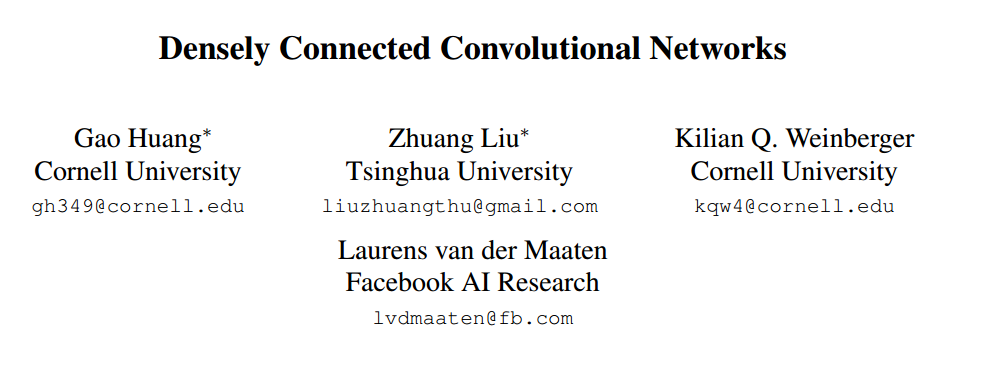 Densely Connected Convolutional Networks
Gao Huang*
Cornell University
gh349@cornell.edu
Zhuang Liu*
Tsinghua University
liuzhuangthu@gmail.com
Kilian Q. Weinberger
Cornell University
kqw4@cornell.edu
Laurens van der Maaten
Facebook AI Research
lvdmaaten@fb.com